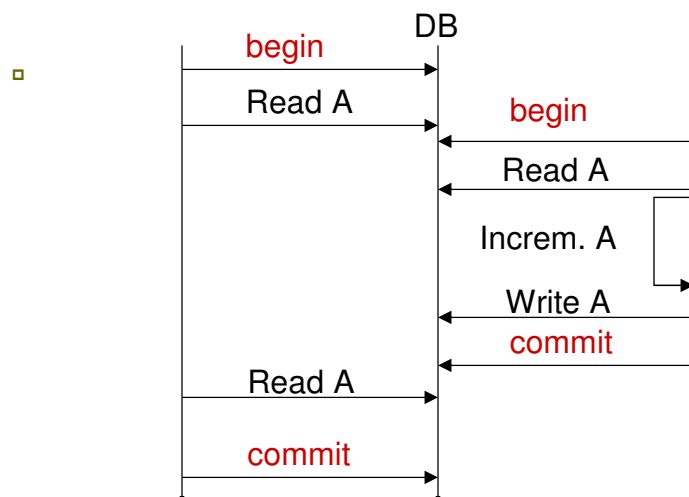 DB
begin
Read A
begin
Read A
Increm. A
Write A
commit
Read A
commit